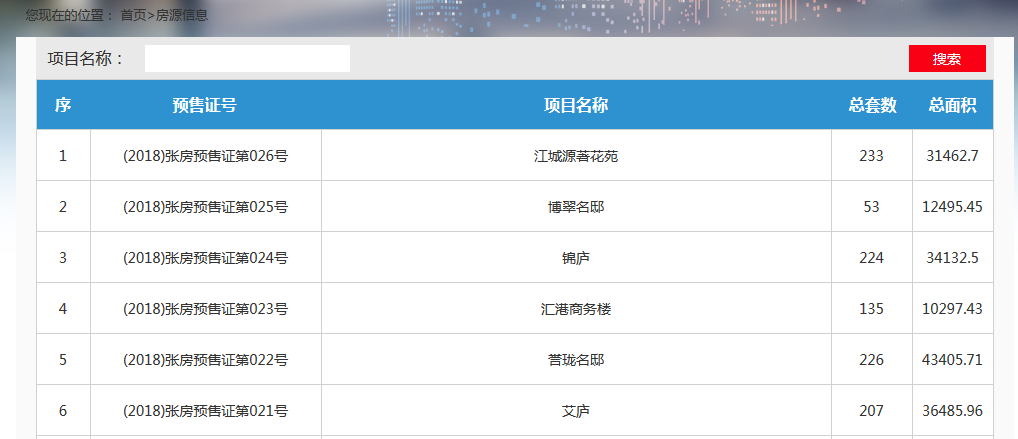 您现在的位置： 首页>房源信息
项目名称： 搜索
序 预售证号 项目名称 总套数 总面积
1 (2018)张房预售证第026号 江城源著花苑 233 31462.7
2 (2018)张房预售证第025号 博翠名邸 53 12495.45
3 (2018)张房预售证第024号 锦庐 224 34132.5
4 (2018)张房预售证第023号 汇港商务楼 135 10297.43
5 (2018)张房预售证第022号 誉珑名邸 226 43405.71
6 (2018)张房预售证第021号 艾庐 207 36485.96